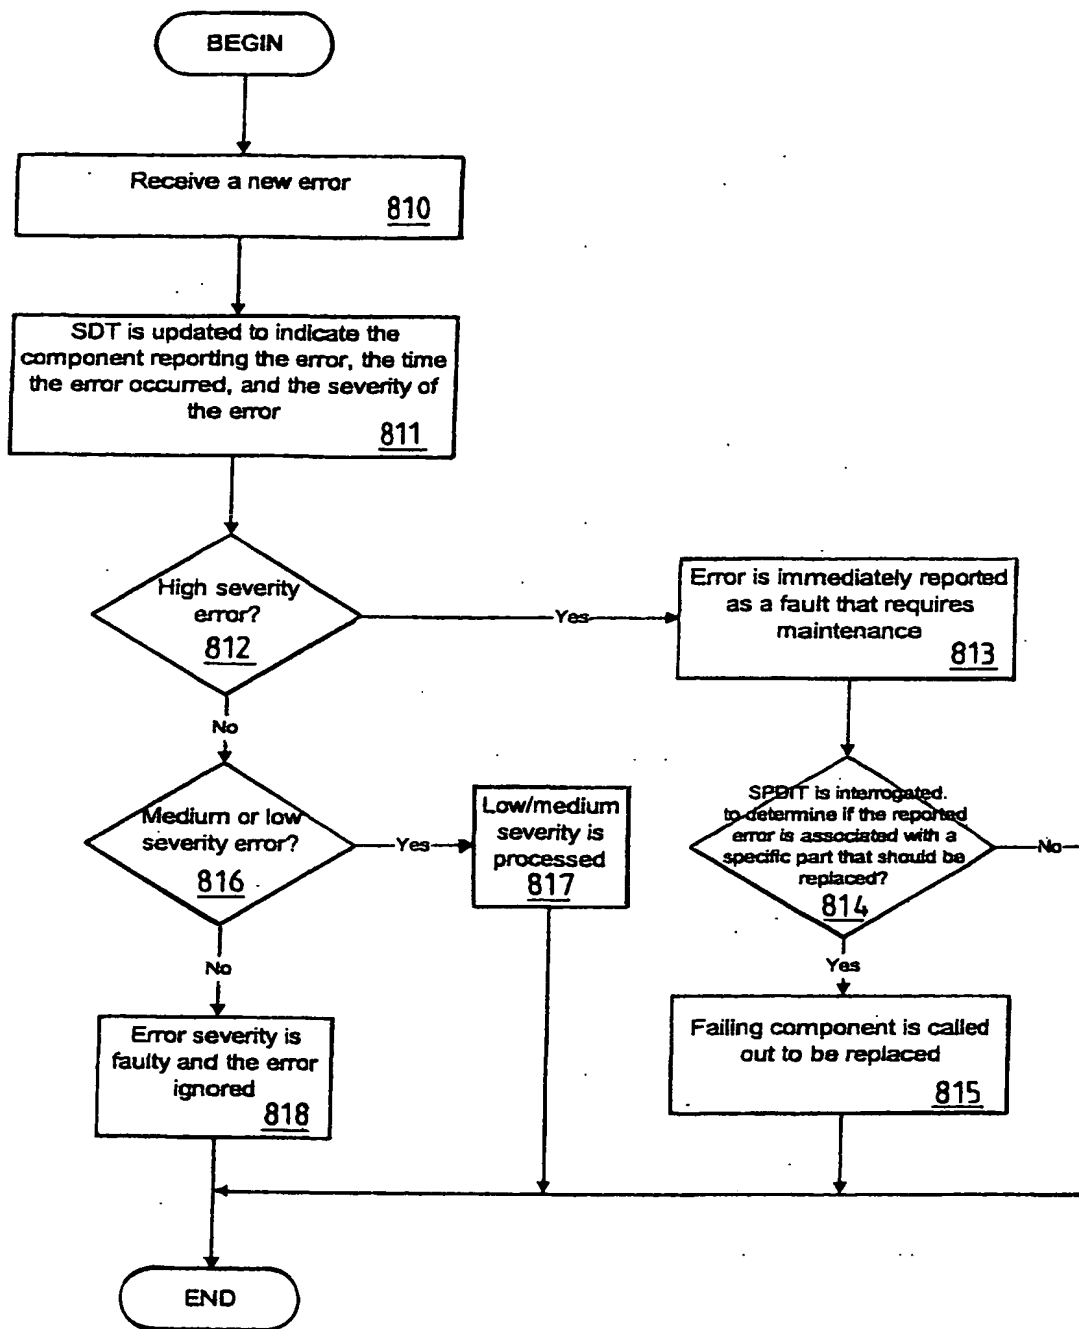 BEGIN
Receive a new error
810
SDT is updated to indicate the
component reporting the error, the time
the error occurred, and the severity of
the error
811
High severity
error?
812
Yes
Error is immediately reported
as a fault that requires
maintenance
813
No
Medium or low
severity error?
816
Yes
Low/medium
severity is
processed
817
SPDIT is interrogated.
to determine if the reported
error is associated with a
specific part that should be
replaced?
814
No
Yes
No
Error severity is
faulty and the error
ignored
818
Failing component is called
out to be replaced
815
END